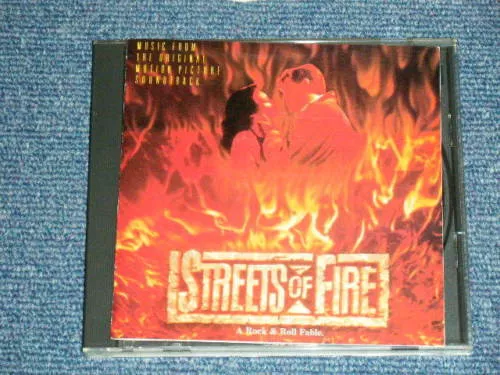 MUSIC FROM
THE ORIGINAL
MOTION PICTURE
SOUNDTRACK
STREETS OF FIRE
A Rock & Roll Fable.